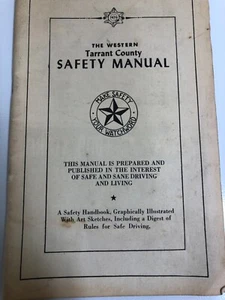 THE WESTERN
Tarrant County
SAFETY MANUAL
MAKE SAFETY
YOUR WATCHWORD
THIS MANUAL IS PREPARED AND
PUBLISHED IN THE INTEREST
OF SAFE AND SANE DRIVING
AND LIVING
A Safety Handbook, Graphically Illustrated
With Art Sketches, Including a Digest of
Rules for Safe Driving.